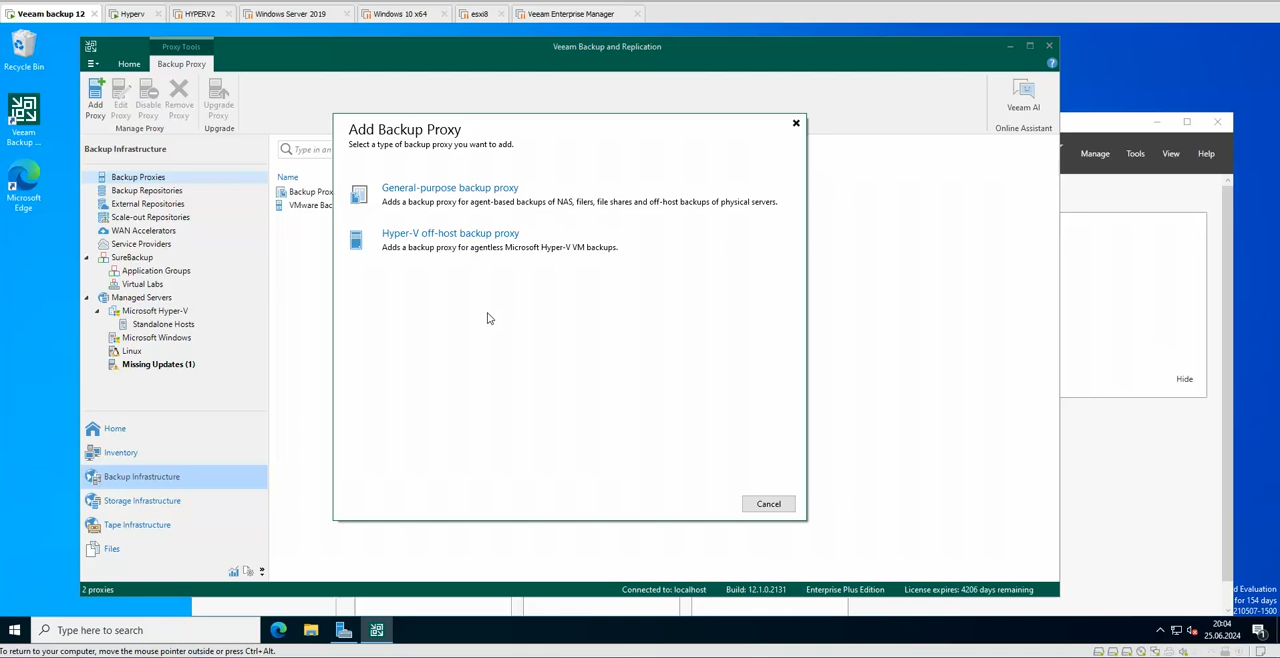 Veeam backup 12
Hyperv
HYPERV2
Windows Server 2019
Windows 10 x64
esxi8
Veeam Enterprise Manager
Recycle Bin
Veeam
Backup ...
Microsoft
Edge
Proxy Tools
Veeam Backup and Replication
Home
Backup Proxy
Add
Proxy
Edit
Proxy
Disable
Proxy
Remove
Proxy
Upgrade
Proxy
Manage Proxy
Upgrade
Veeam AI
Online Assistant
Manage
Tools
View
Help
Hide
Backup Infrastructure
Backup Proxies
Backup Repositories
External Repositories
Scale-out Repositories
WAN Accelerators
Service Providers
SureBackup
Application Groups
Virtual Labs
Managed Servers
Microsoft Hyper-V
Standalone Hosts
Microsoft Windows
Linux
Missing Updates (1)
Type in an
Name
Backup Prox
VMware Bac
Add Backup Proxy
Select a type of backup proxy you want to add.
General-purpose backup proxy
Adds a backup proxy for agent-based backups of NAS, filers, file shares and off-host backups of physical servers.
Hyper-V off-host backup proxy
Adds a backup proxy for agentless Microsoft Hyper-V VM backups.
Cancel
Home
Inventory
Backup Infrastructure
Storage Infrastructure
Tape Infrastructure
Files
2 proxies
Connected to: localhost
Build: 12.1.0.2131
Enterprise Plus Edition
License expires: 4206 days remaining
d Evaluation
for 154 days
210507-1500
Type here to search
20:04
25.06.2024
To return to your computer, move the mouse pointer outside or press Ctrl+Alt.